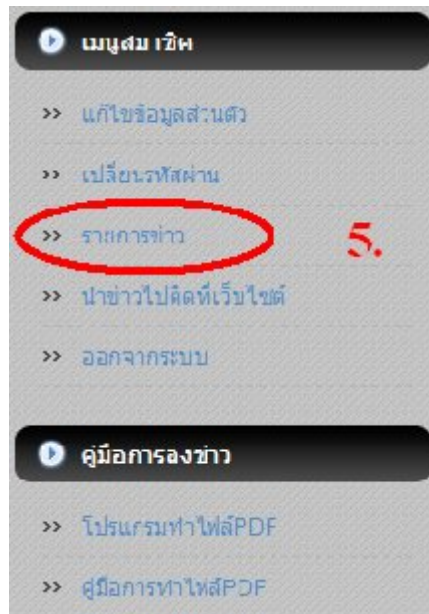 เมนูสมาชิค
>> แก้ไขข้อมูลส่วนตัว
>> เปลี่ยนรหัสผ่าน
>> รายการข่าว
5.
>> นำข่าวไปติดที่เว็บไซต์
>> ออกจากระบบ
คู่มือการลงข่าว
>> โปรแกรมทำไฟล์PDF
>> คู่มือการทำไฟล์PDF